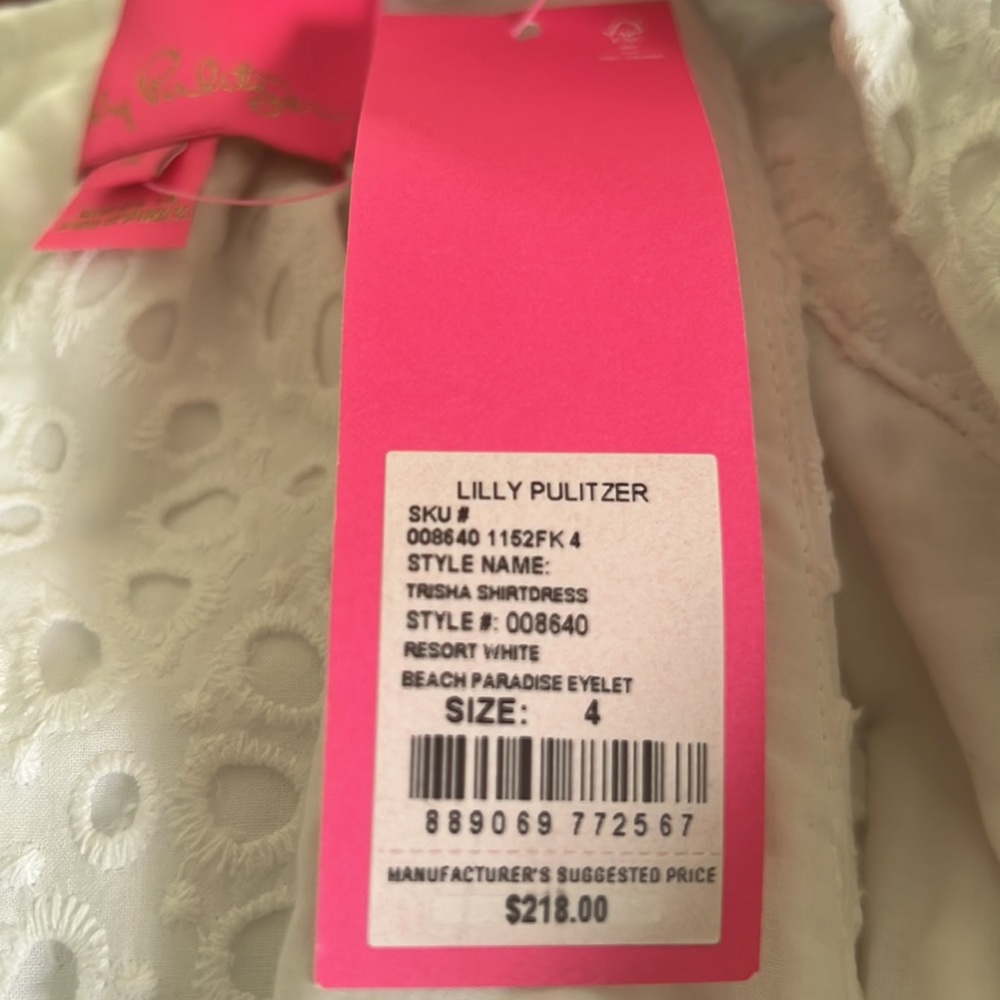 Pulitzer
LILLY PULITZER
SKU #
008640 1152FK 4
STYLE NAME:
TRISHA SHIRTDRESS
STYLE #: 008640
RESORT WHITE
BEACH PARADISE EYELET
SIZE: 4
889069 772567
MANUFACTURER'S SUGGESTED PRICE
$218.00